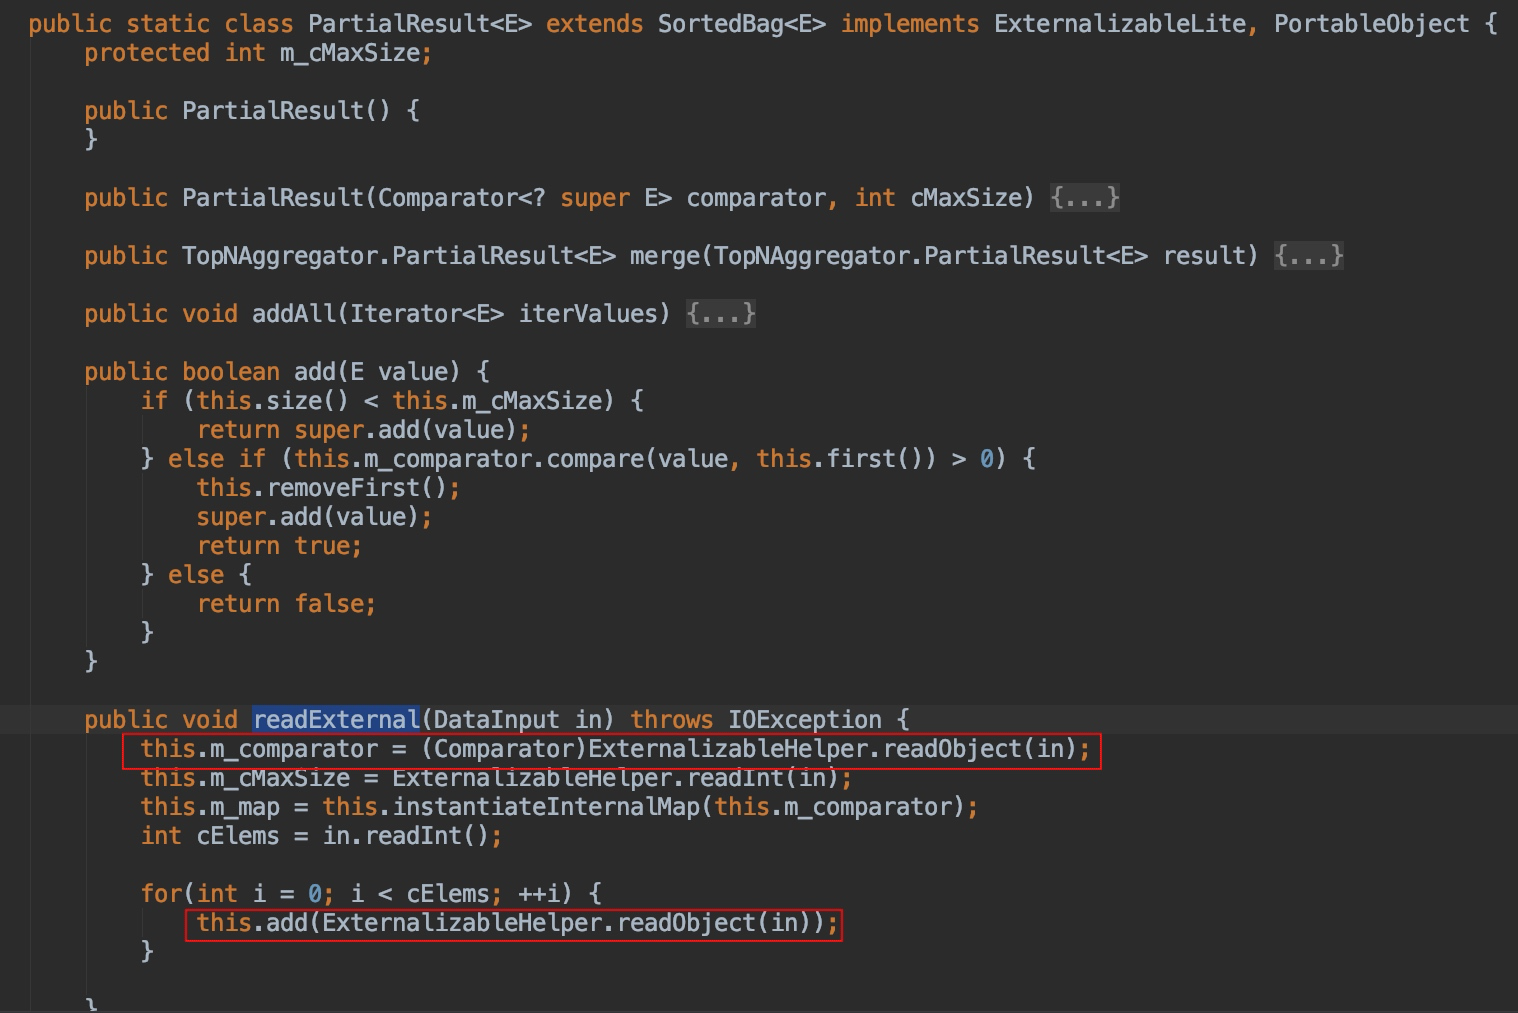 public static class PartialResult<E> extends SortedBag<E> implements ExternalizableLite, PortableObject {
    protected int m_cMaxSize;

    public PartialResult() {
    }

    public PartialResult(Comparator<? super E> comparator, int cMaxSize) {...}

    public TopNAggregator.PartialResult<E> merge(TopNAggregator.PartialResult<E> result) {...}

    public void addAll(Iterator<E> iterValues) {...}

    public boolean add(E value) {
        if (this.size() < this.m_cMaxSize) {
            return super.add(value);
        } else if (this.m_comparator.compare(value, this.first()) > 0) {
            this.removeFirst();
            super.add(value);
            return true;
        } else {
            return false;
        }
    }

    public void readExternal(DataInput in) throws IOException {
        this.m_comparator = (Comparator)ExternalizableHelper.readObject(in);
        this.m_cMaxSize = ExternalizableHelper.readInt(in);
        this.m_map = this.instantiateInternalMap(this.m_comparator);
        int cElems = in.readInt();

        for(int i = 0; i < cElems; ++i) {
            this.add(ExternalizableHelper.readObject(in));
        }

    }